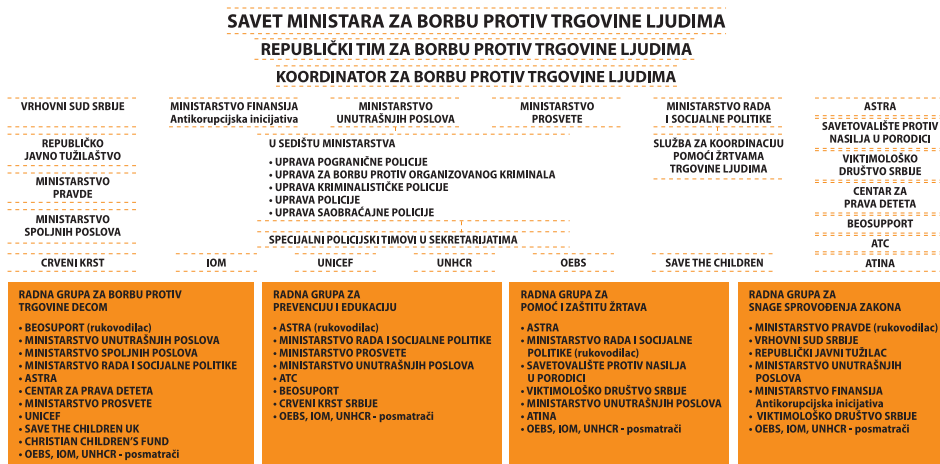 SAVET MINISTARA ZA BORBU PROTIV TRGOVINE LJUDIMA
REPUBLIČKI TIM ZA BORBU PROTIV TRGOVINE LJUDIMA
KOORDINATOR ZA BORBU PROTIV TRGOVINE LJUDIMA
VRHOVNI SUD SRBIJE
REPUBLIČKO
JAVNO TUŽILAŠTVO
MINISTARSTVO
PRAVDE
MINISTARSTVO
SPOLJNIH POSLOVA
CRVENI KRST
MINISTARSTVO FINANSIJA
Antikorupcijska inicijativa
MINISTARSTVO
UNUTRAŠNJIH POSLOVA
U SEDIŠTU MINISTARSTVA
• UPRAVA POGRANIČNE POLICIJE
• UPRAVA ZA BORBU PROTIV ORGANIZOVANOG KRIMINALA
• UPRAVA KRIMINALISTIČKE POLICIJE
• UPRAVA POLICIJE
• UPRAVA SAOBRAĆAJNE POLICIJE
SPECIJALNI POLICIJSKI TIMOVI U SEKRETARIJATIMA
MINISTARSTVO
PROSVETE
MINISTARSTVO RADA
I SOCIJALNE POLITIKE
SLUŽBA ZA KOORDINACIJU
POMOĆI ŽRTVAMA
TRGOVINE LJUDIMA
IOM
UNICEF
UNHCR
OEBS
SAVE THE CHILDREN
ASTRA
SAVETOVALIŠTE PROTIV
NASILJA U PORODICI
VIKTIMOLOŠKO
DRUŠTVO SRBIJE
CENTAR ZA
PRAVA DETETA
BEOSUPPORT
ATC
ATINA
RADNA GRUPA ZA BORBU PROTIV
TRGOVINE DECOM
• BEOSUPORT (rukovodilac)
• MINISTARSTVO UNUTRAŠNJIH POSLOVA
• MINISTARSTVO SPOLJNIH POSLOVA
• MINISTARSTVO RADA I SOCIJALNE POLITIKE
• ASTRA
• CENTAR ZA PRAVA DETETA
• MINISTARSTVO PROSVETE
• UNICEF
• SAVE THE CHILDREN UK
• CHRISTIAN CHILDREN'S FUND
• OEBS, IOM, UNHCR - posmatrači
RADNA GRUPA ZA
PREVENCIJU I EDUKACIJU
• ASTRA (rukovodilac)
• MINISTARSTVO RADA I SOCIJALNE POLITIKE
• MINISTARSTVO PROSVETE
• MINISTARSTVO UNUTRAŠNJIH POSLOVA
• ATC
• BEOSUPORT
• CRVENI KRST SRBIJE
• OEBS, IOM, UNHCR - posmatrači
RADNA GRUPA ZA
POMOĆ I ZAŠTITU ŽRTAVA
• ASTRA
• MINISTARSTVO RADA I SOCIJALNE
POLITIKE (rukovodilac)
• SAVETOVALIŠTE PROTIV NASILJA
U PORODICI
• VIKTIMOLOŠKO DRUŠTVO SRBIJE
• MINISTARSTVO UNUTRAŠNJIH POSLOVA
• ATINA
• OEBS, IOM, UNHCR - posmatrači
RADNA GRUPA ZA
SNAGE SPROVOĐENJA ZAKONA
• MINISTARSTVO PRAVDE (rukovodilac)
• VRHOVNI SUD SRBIJE
• REPUBLIČKI JAVNI TUŽILAC
• MINISTARSTVO UNUTRAŠNJIH
POSLOVA
• MINISTARSTVO FINANSIJA
Antikorupcijska inicijativa
• VIKTIMOLOŠKO DRUŠTVO SRBIJE
• OEBS, IOM, UNHCR - posmatrači